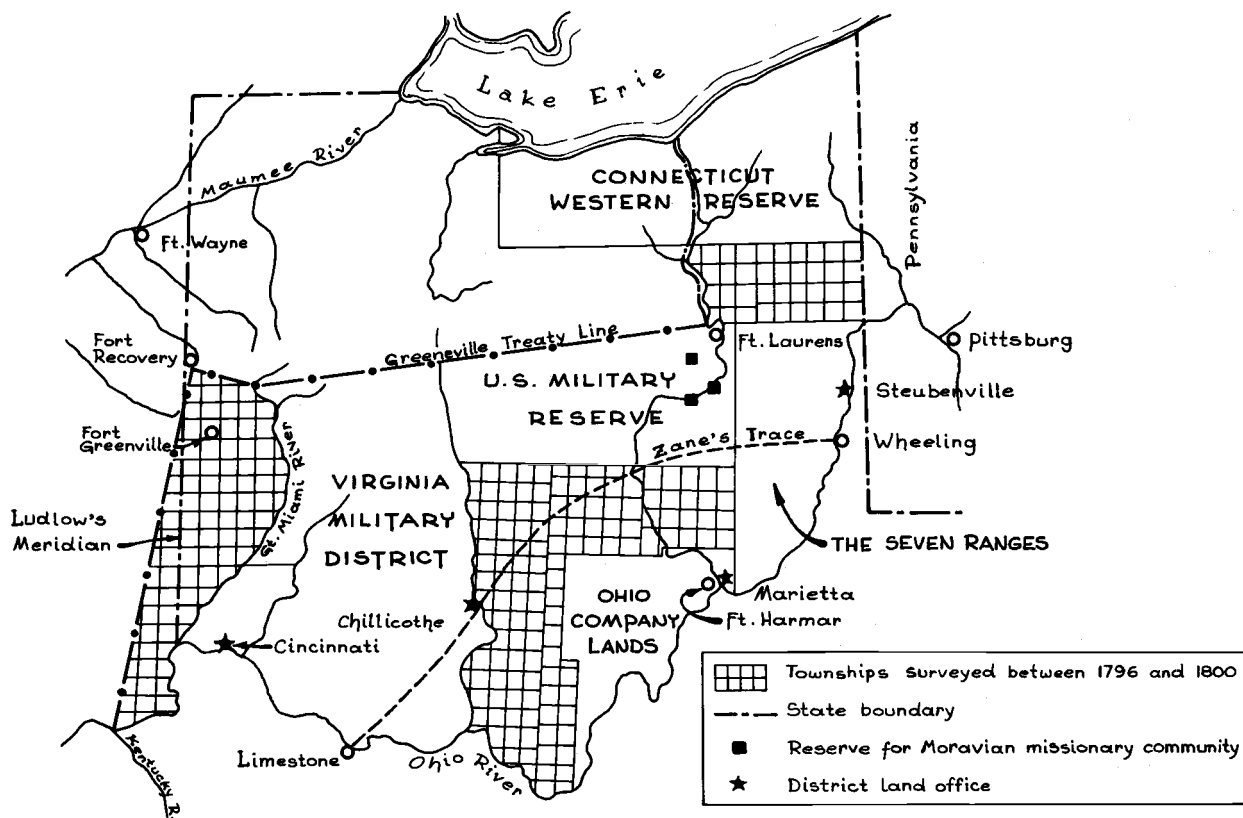 Lake Erie
Maumee River
CONNECTICUT
WESTERN RESERVE
Pennsylvania
Ft. Wayne
Fort
Recovery
Greeneville Treaty Line
Ft. Laurens
Pittsburg
U.S. MILITARY
RESERVE
Steubenville
Fort
Greenville
Zane's Trace
Wheeling
Gt. Miami River
VIRGINIA
MILITARY
DISTRICT
Ludlow's
Meridian
THE SEVEN RANGES
OHIO
COMPANY
LANDS
Marietta
Ft. Harmar
Chillicothe
Cincinnati
Limestone
Ohio River
Kentucky R.
Townships surveyed between 1796 and 1800
State boundary
Reserve for Moravian missionary community
District land office